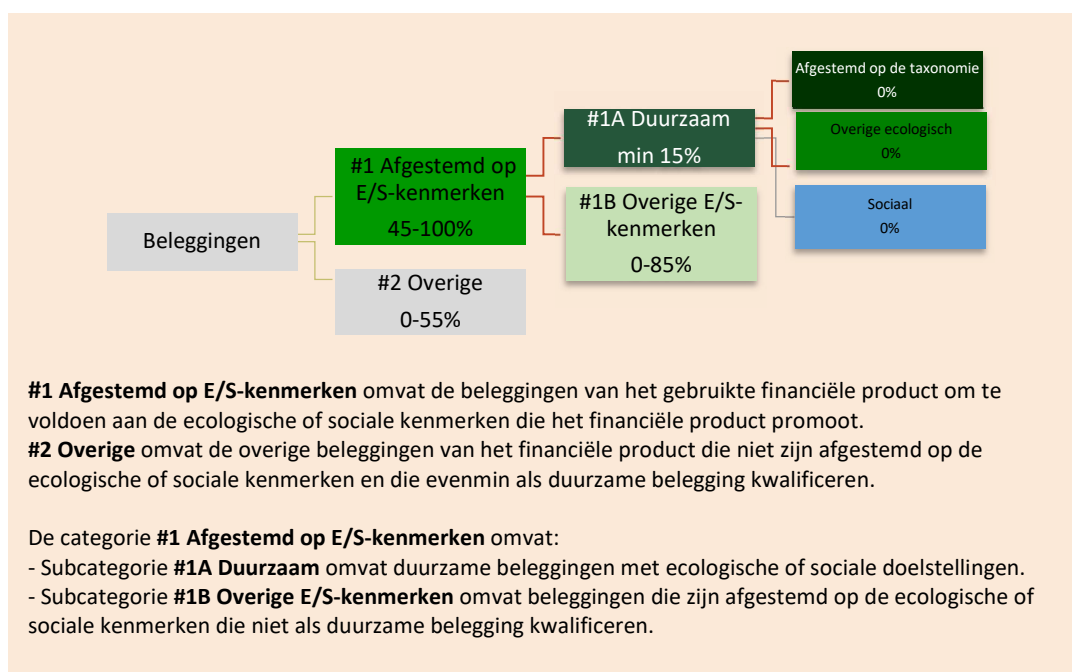 Beleggingen
#1 Afgestemd op
E/S-kenmerken
45-100%
#2 Overige
0-55%
#1A Duurzaam
min 15%
#1B Overige E/S-
kenmerken
0-85%
Afgestemd op de taxonomie
0%
Overige ecologisch
0%
Sociaal
0%
#1 Afgestemd op E/S-kenmerken omvat de beleggingen van het gebruikte financiële product om te
voldoen aan de ecologische of sociale kenmerken die het financiële product promoot.
#2 Overige omvat de overige beleggingen van het financiële product die niet zijn afgestemd op de
ecologische of sociale kenmerken en die evenmin als duurzame belegging kwalificeren.
De categorie #1 Afgestemd op E/S-kenmerken omvat:
- Subcategorie #1A Duurzaam omvat duurzame beleggingen met ecologische of sociale doelstellingen.
- Subcategorie #1B Overige E/S-kenmerken omvat beleggingen die zijn afgestemd op de ecologische of
sociale kenmerken die niet als duurzame belegging kwalificeren.